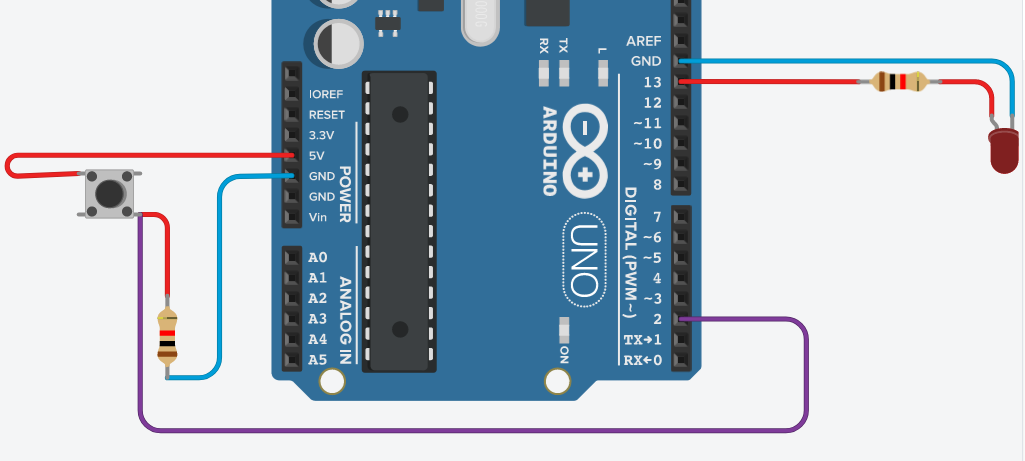 AREF
GND
13
12
~11
~10
~9
8
7
~6
~5
4
~3
2
TX→1
RX←0
DIGITAL (PWM~)
RX
TX
L
ARDUINO
UNO
ON
IOREF
RESET
3.3V
5V
GND
GND
Vin
POWER
A0
A1
A2
A3
A4
A5
ANALOG IN